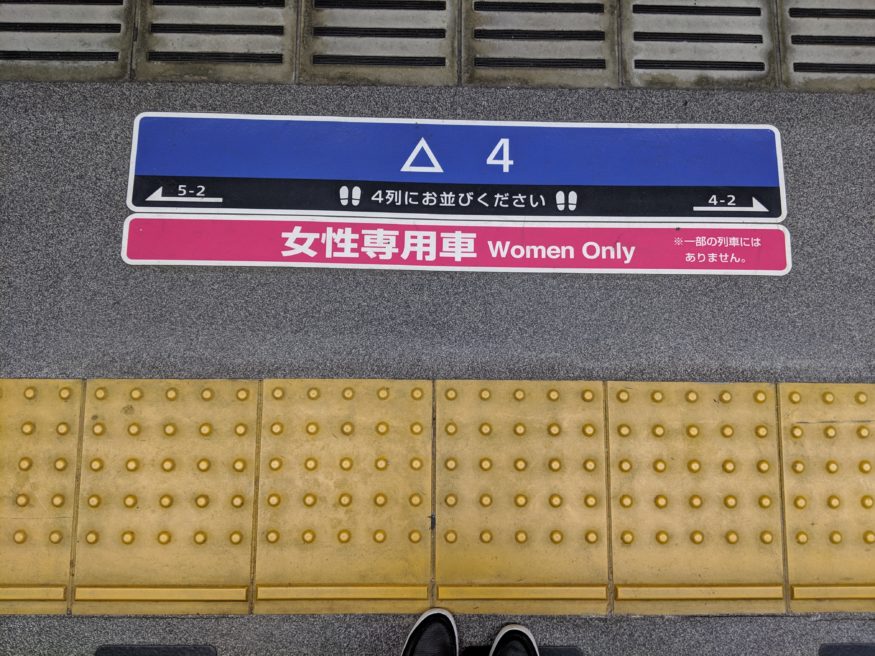 △ 4
5-2
4列にお並びください
4-2
女性専用車 Women Only
※一部の列車には
ありません。